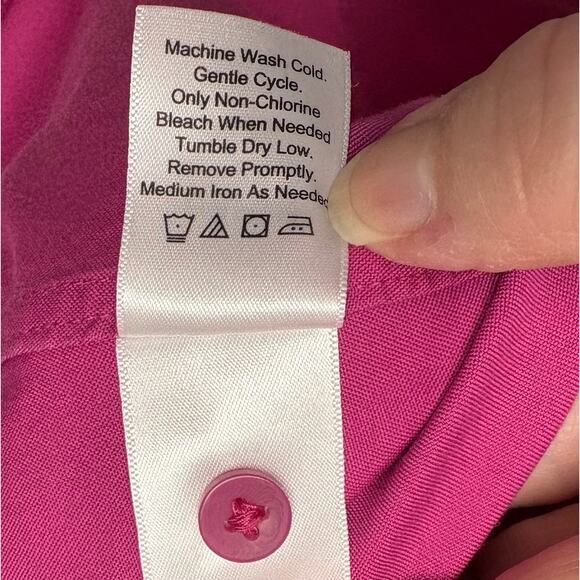 Machine Wash Cold.
Gentle Cycle.
Only Non-Chlorine
Bleach When Needed
Tumble Dry Low.
Remove Promptly.
Medium Iron As Needed